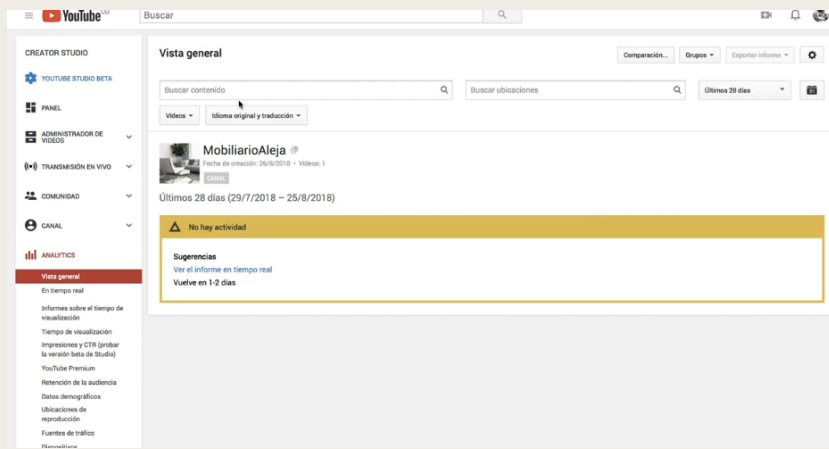 YouTube CO
Buscar
CREATOR STUDIO
YOUTUBE STUDIO BETA
PANEL
ADMINISTRADOR DE
VIDEOS
TRANSMISIÓN EN VIVO
COMUNIDAD
CANAL
ANALYTICS
Vista general
En tiempo real
Informes sobre el tiempo de
visualización
Tiempo de visualización
Impresiones y CTR (probar
la versión beta de Studio)
YouTube Premium
Retención de la audiencia
Datos demográficos
Ubicaciones de
reproducción
Fuentes de tráfico
Dispositivos
Vista general
Comparación...
Grupos
Exportar informe
Buscar contenido
Buscar ubicaciones
Últimos 28 días
Vídeos
Idioma original y traducción
MobiliarioAleja
Fecha de creación: 26/8/2018 • Vídeos: 1
CANAL
Últimos 28 días (29/7/2018 – 25/8/2018)
No hay actividad
Sugerencias
Ver el informe en tiempo real
Vuelve en 1-2 días